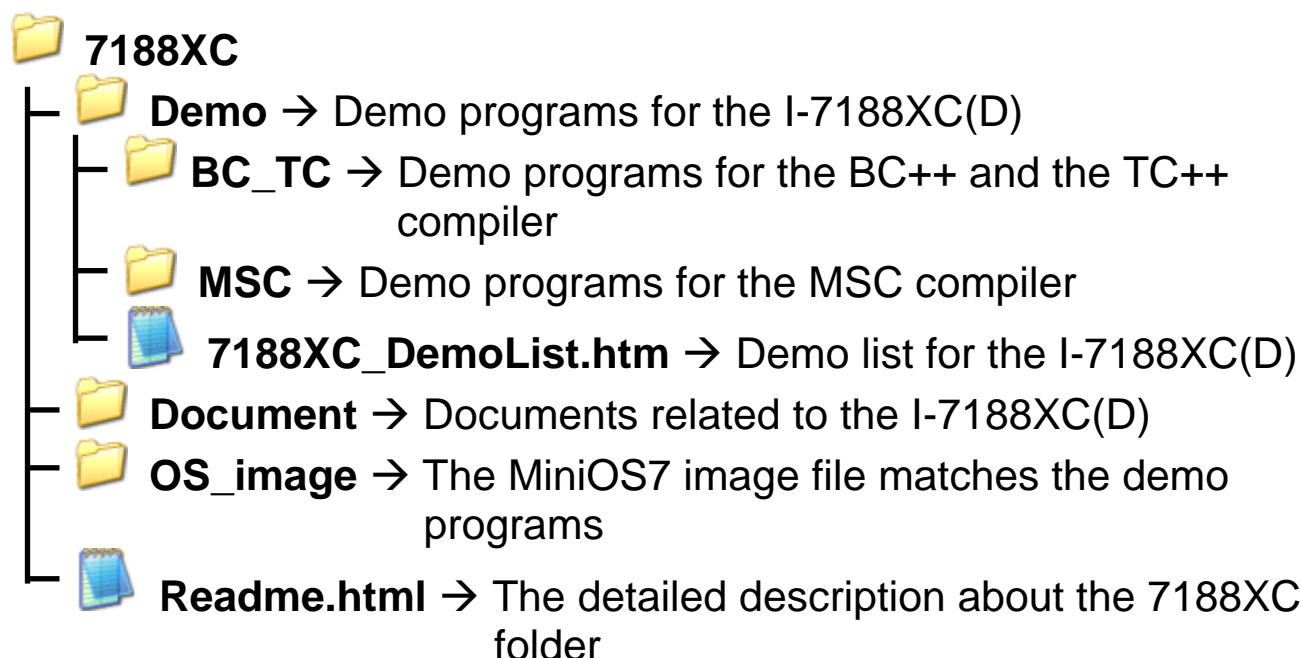 7188XC
Demo → Demo programs for the I-7188XC(D)
BC_TC → Demo programs for the BC++ and the TC++
compiler
MSC → Demo programs for the MSC compiler
7188XC_DemoList.htm → Demo list for the I-7188XC(D)
Document → Documents related to the I-7188XC(D)
OS_image → The MiniOS7 image file matches the demo
programs
Readme.html → The detailed description about the 7188XC
folder